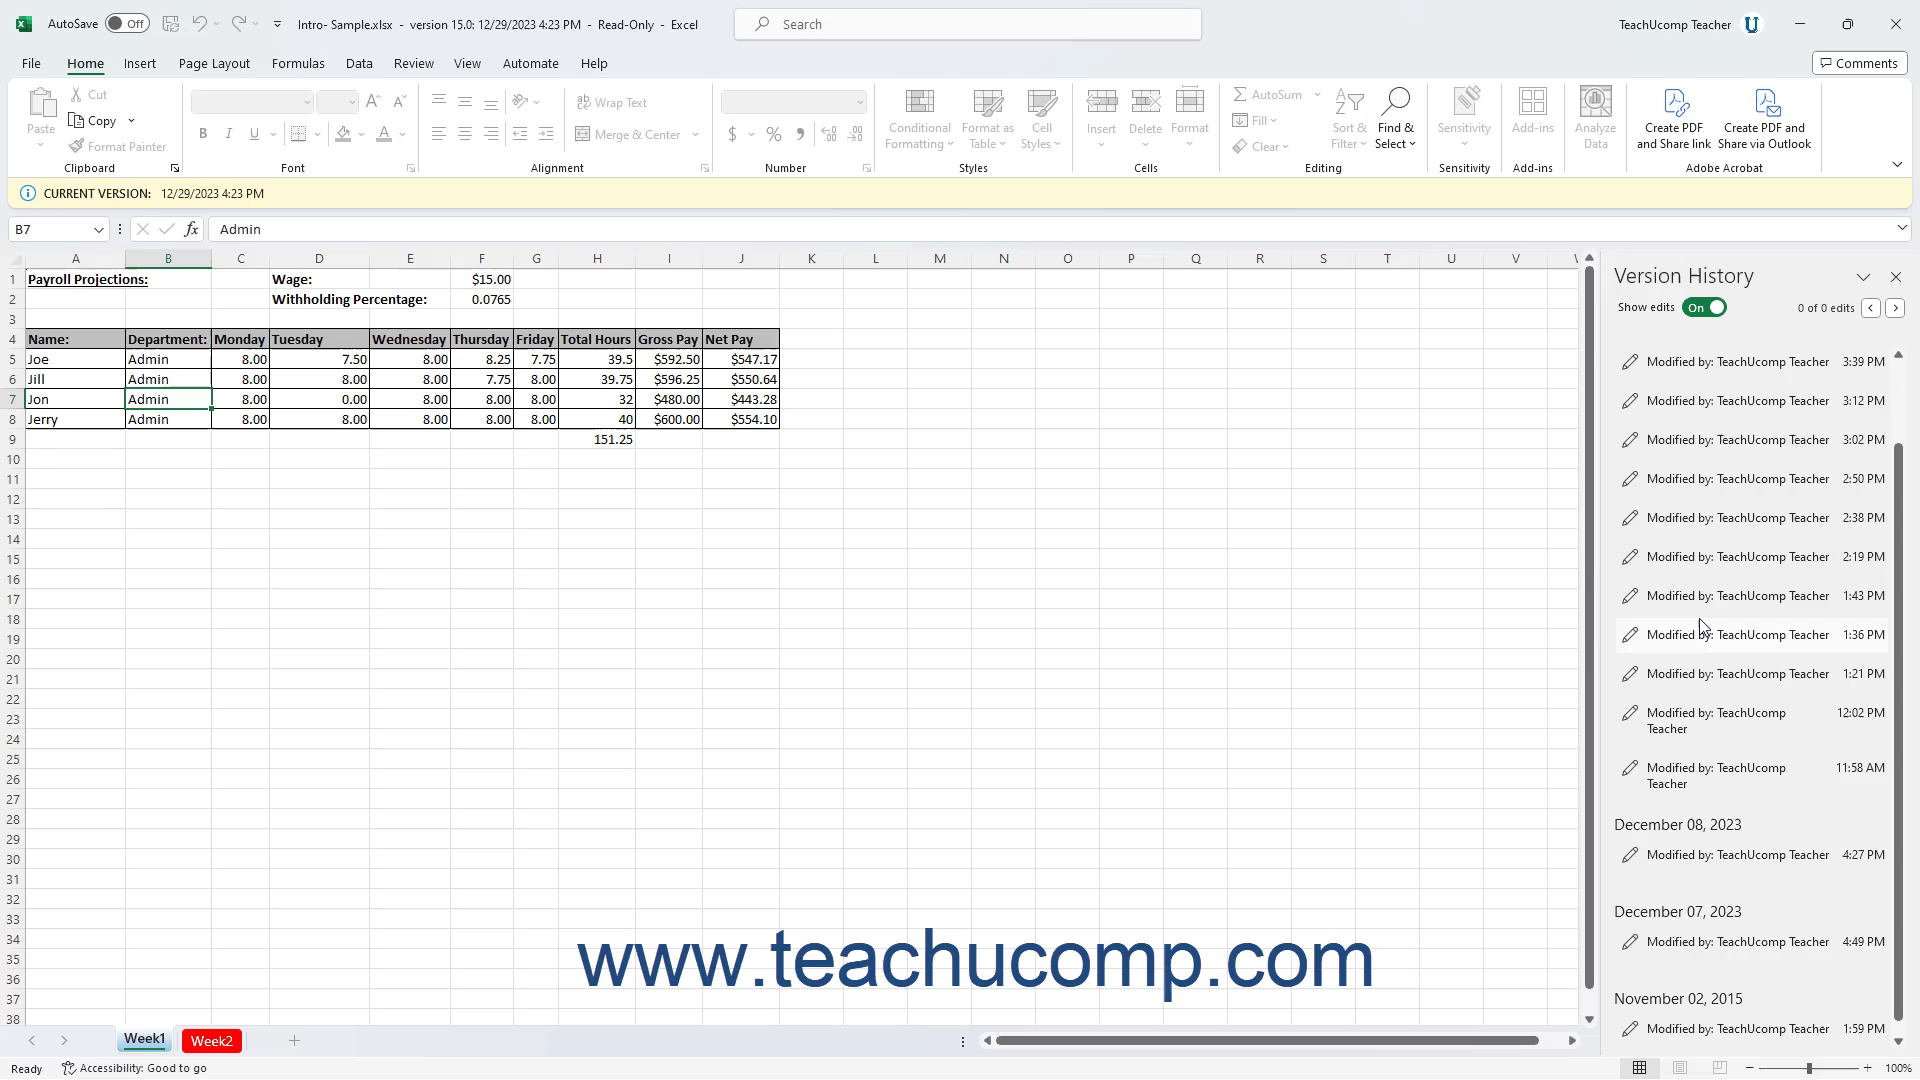 AutoSave Off Intro- Sample.xlsx - version 15.0: 12/29/2023 4:23 PM - Read-Only - Excel Search TeachUcomp Teacher
File Home Insert Page Layout Formulas Data Review View Automate Help Comments
Paste
Cut
Copy
Format Painter
Clipboard
B I U A
Font
Wrap Text
Merge & Center
Alignment
$ % ,
Number
Conditional Formatting
Format as Table
Cell Styles
Styles
Insert Delete Format
Cells
AutoSum
Fill
Clear
Sort & Filter
Find & Select
Editing
Sensitivity
Sensitivity
Add-ins
Add-ins
Analyze Data
Create PDF and Share link
Create PDF and Share via Outlook
Adobe Acrobat
CURRENT VERSION: 12/29/2023 4:23 PM
B7 fx Admin
A B C D E F G H I J K L M N O P Q R S T U V
1 Payroll Projections: Wage: $15.00
2 Withholding Percentage: 0.0765
3
4 Name: Department: Monday Tuesday Wednesday Thursday Friday Total Hours Gross Pay Net Pay
5 Joe Admin 8.00 7.50 8.00 8.25 7.75 39.5 $592.50 $547.17
6 Jill Admin 8.00 8.00 8.00 7.75 8.00 39.75 $596.25 $550.64
7 Jon Admin 8.00 0.00 8.00 8.00 8.00 32 $480.00 $443.28
8 Jerry Admin 8.00 8.00 8.00 8.00 8.00 40 $600.00 $554.10
9 151.25
10
11
12
13
14
15
16
17
18
19
20
21
22
23
24
25
26
27
28
29
30
31
32
33
34
35
36
37
38
www.teachucomp.com
Version History
Show edits On 0 of 0 edits
Modified by: TeachUcomp Teacher 3:39 PM
Modified by: TeachUcomp Teacher 3:12 PM
Modified by: TeachUcomp Teacher 3:02 PM
Modified by: TeachUcomp Teacher 2:50 PM
Modified by: TeachUcomp Teacher 2:38 PM
Modified by: TeachUcomp Teacher 2:19 PM
Modified by: TeachUcomp Teacher 1:43 PM
Modified by: TeachUcomp Teacher 1:36 PM
Modified by: TeachUcomp Teacher 1:21 PM
Modified by: TeachUcomp 12:02 PM
Teacher
Modified by: TeachUcomp 11:58 AM
Teacher
December 08, 2023
Modified by: TeachUcomp Teacher 4:27 PM
December 07, 2023
Modified by: TeachUcomp Teacher 4:49 PM
November 02, 2015
Modified by: TeachUcomp Teacher 1:59 PM
Week1 Week2
Ready Accessibility: Good to go 100%